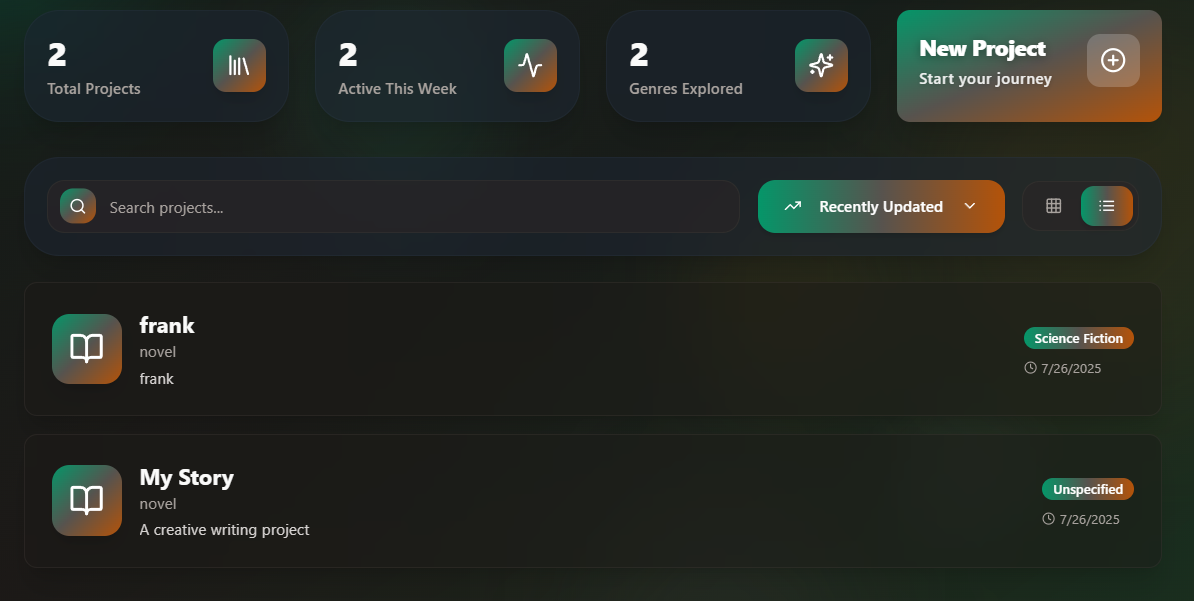 2
Total Projects
2
Active This Week
2
Genres Explored
New Project
Start your journey
Search projects...
Recently Updated
frank
novel
frank
Science Fiction
7/26/2025
My Story
novel
A creative writing project
Unspecified
7/26/2025